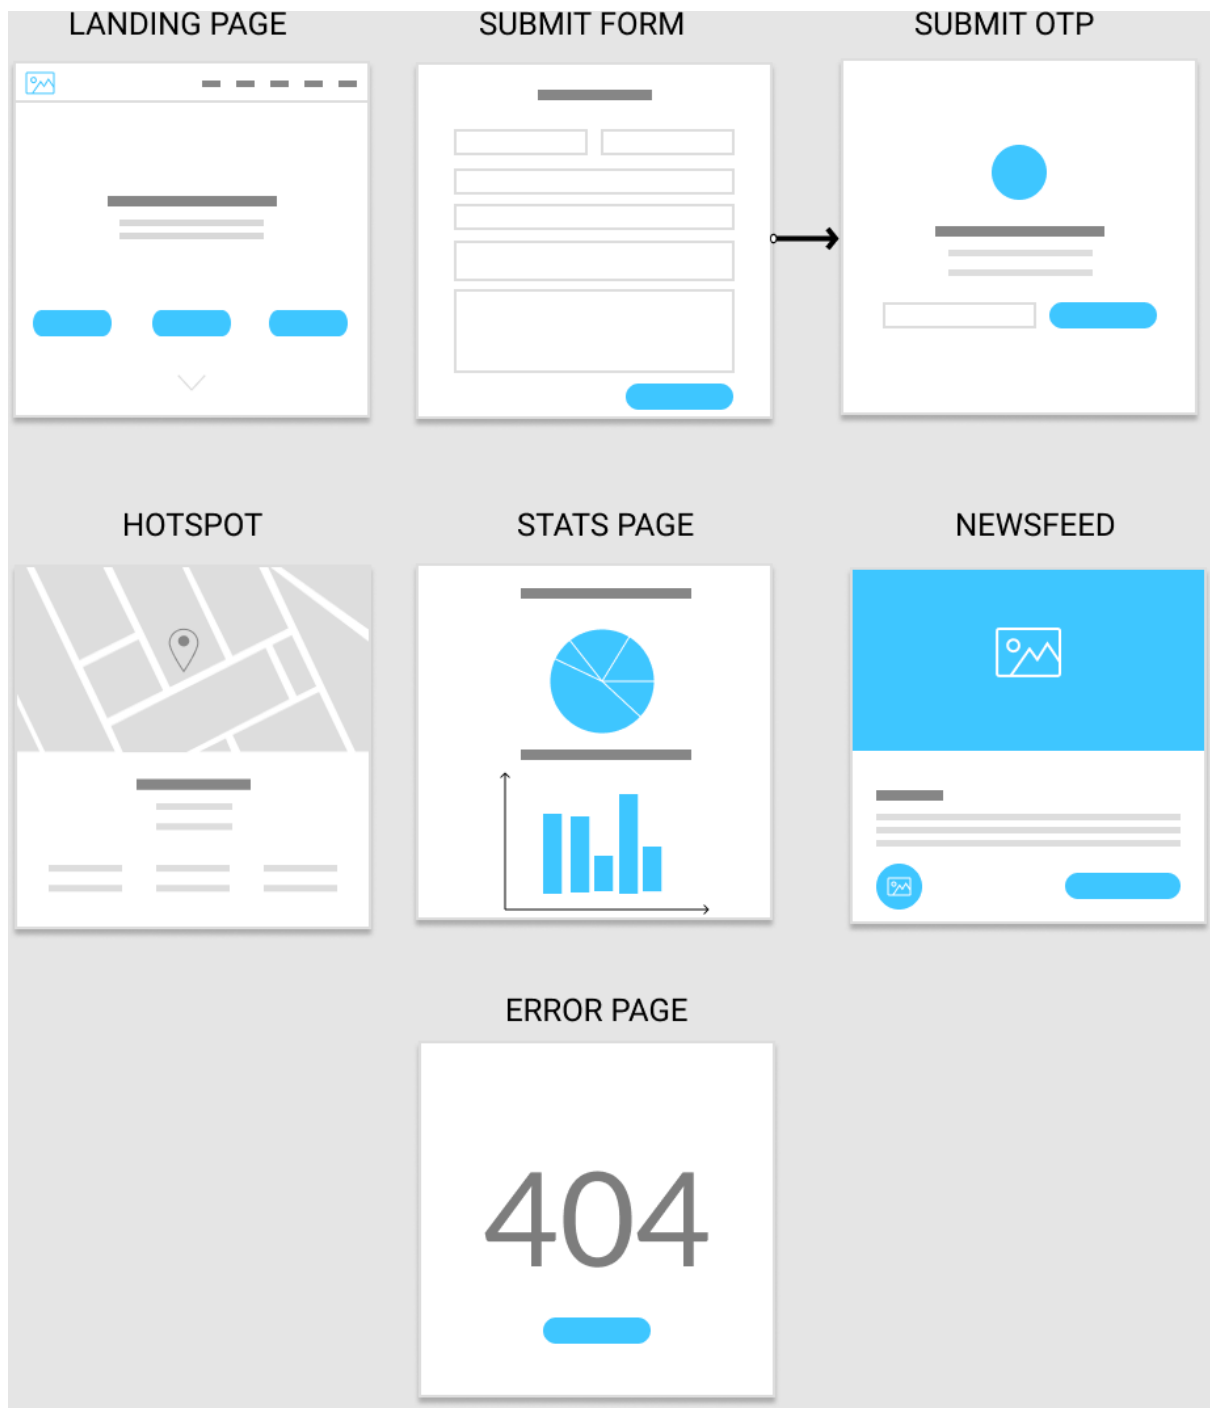 LANDING PAGE
SUBMIT FORM
SUBMIT OTP
HOTSPOT
STATS PAGE
NEWSFEED
ERROR PAGE
404